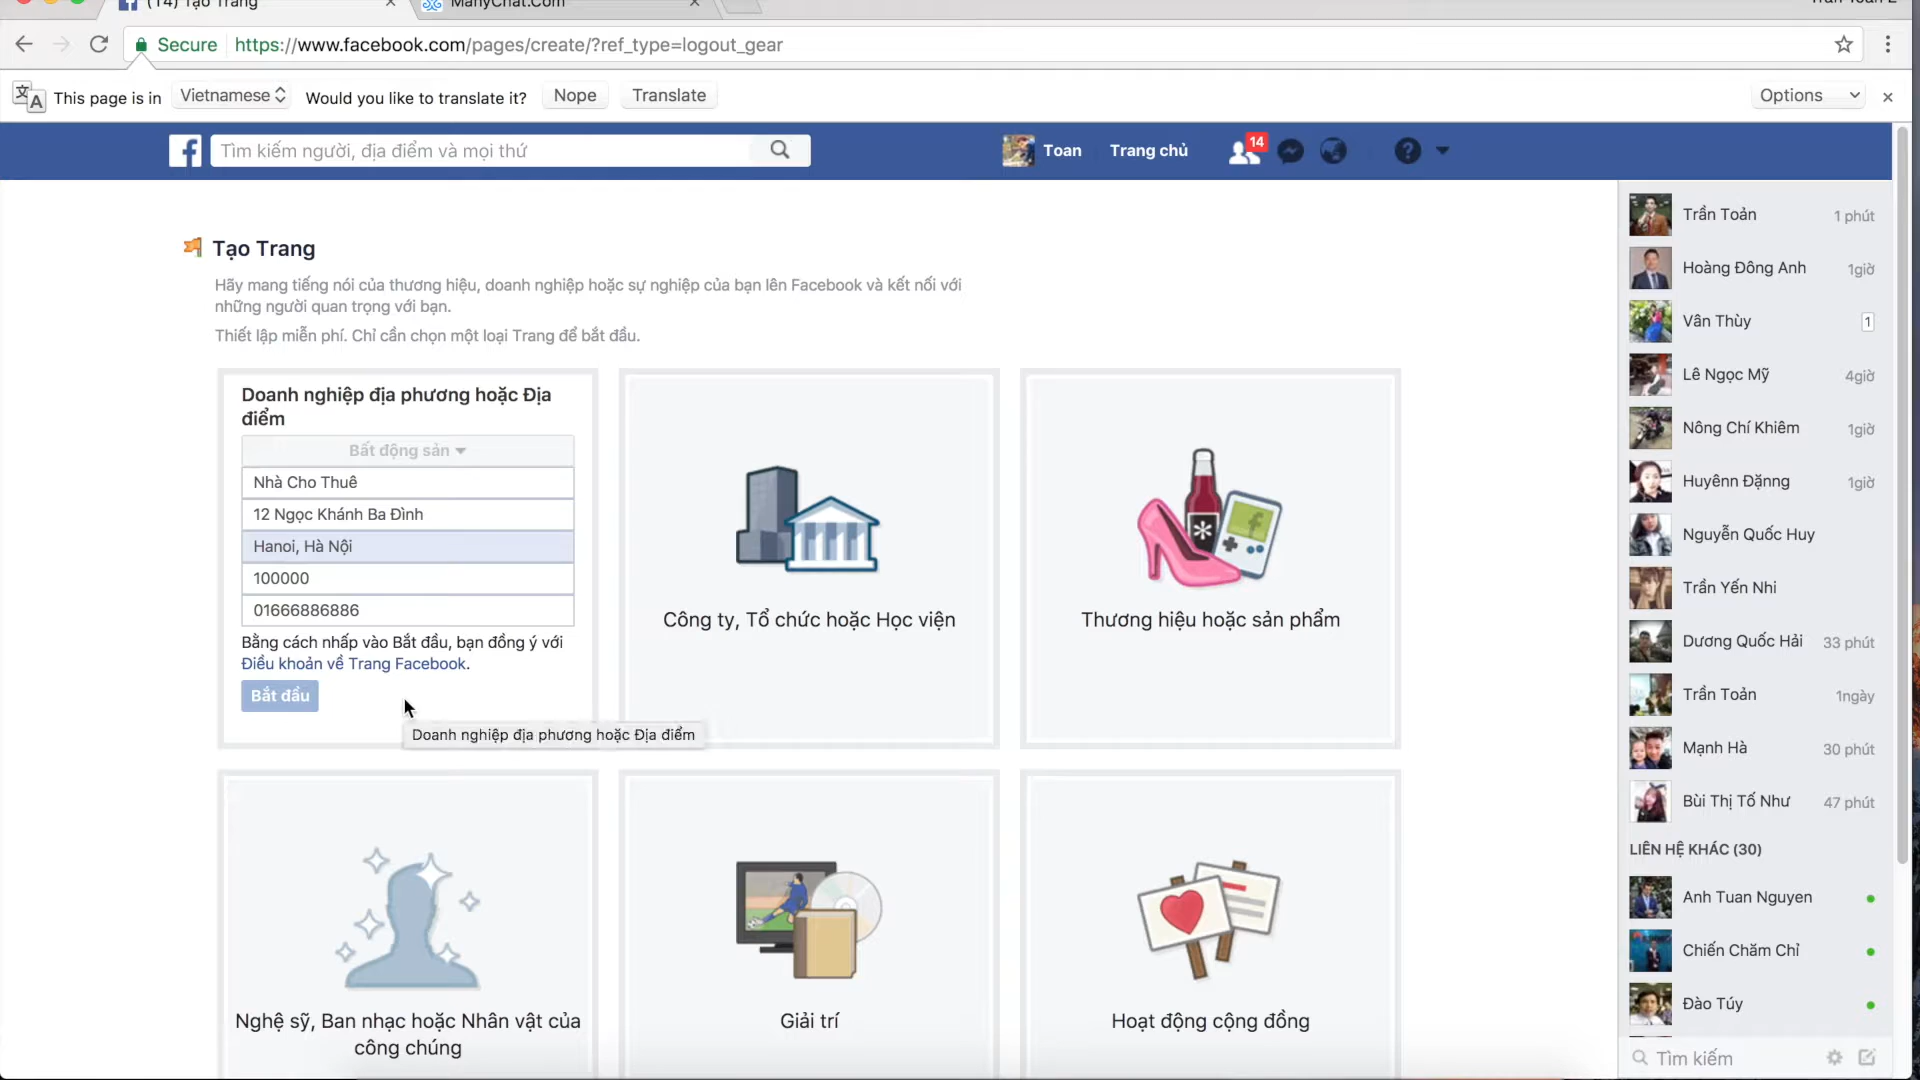 (14) Tạo Trang
ManyChat.Com
Secure
https://www.facebook.com/pages/create/?ref_type=logout_gear
This page is in
Vietnamese
Would you like to translate it?
Nope
Translate
Options
Tìm kiếm người, địa điểm và mọi thứ
Toan
Trang chủ
14
Tạo Trang
Hãy mang tiếng nói của thương hiệu, doanh nghiệp hoặc sự nghiệp của bạn lên Facebook và kết nối với
những người quan trọng với bạn.
Thiết lập miễn phí. Chỉ cần chọn một loại Trang để bắt đầu.
Doanh nghiệp địa phương hoặc Địa
điểm
Bất động sản
Nhà Cho Thuê
12 Ngọc Khánh Ba Đình
Hanoi, Hà Nội
100000
01666886886
Bằng cách nhấp vào Bắt đầu, bạn đồng ý với
Điều khoản về Trang Facebook.
Bắt đầu
Doanh nghiệp địa phương hoặc Địa điểm
Công ty, Tổ chức hoặc Học viện
Thương hiệu hoặc sản phẩm
Nghệ sỹ, Ban nhạc hoặc Nhân vật của
công chúng
Giải trí
Hoạt động cộng đồng
Trần Toản
1 phút
Hoàng Đông Anh
1giờ
Vân Thùy
1
Lê Ngọc Mỹ
4giờ
Nông Chí Khiêm
1giờ
Huyênn Đặnng
1giờ
Nguyễn Quốc Huy
Trần Yến Nhi
Dương Quốc Hải
33 phút
Trần Toản
1ngày
Mạnh Hà
30 phút
Bùi Thị Tố Như
47 phút
LIÊN HỆ KHÁC (30)
Anh Tuan Nguyen
Chiến Chăm Chỉ
Đào Túy
Tìm kiếm